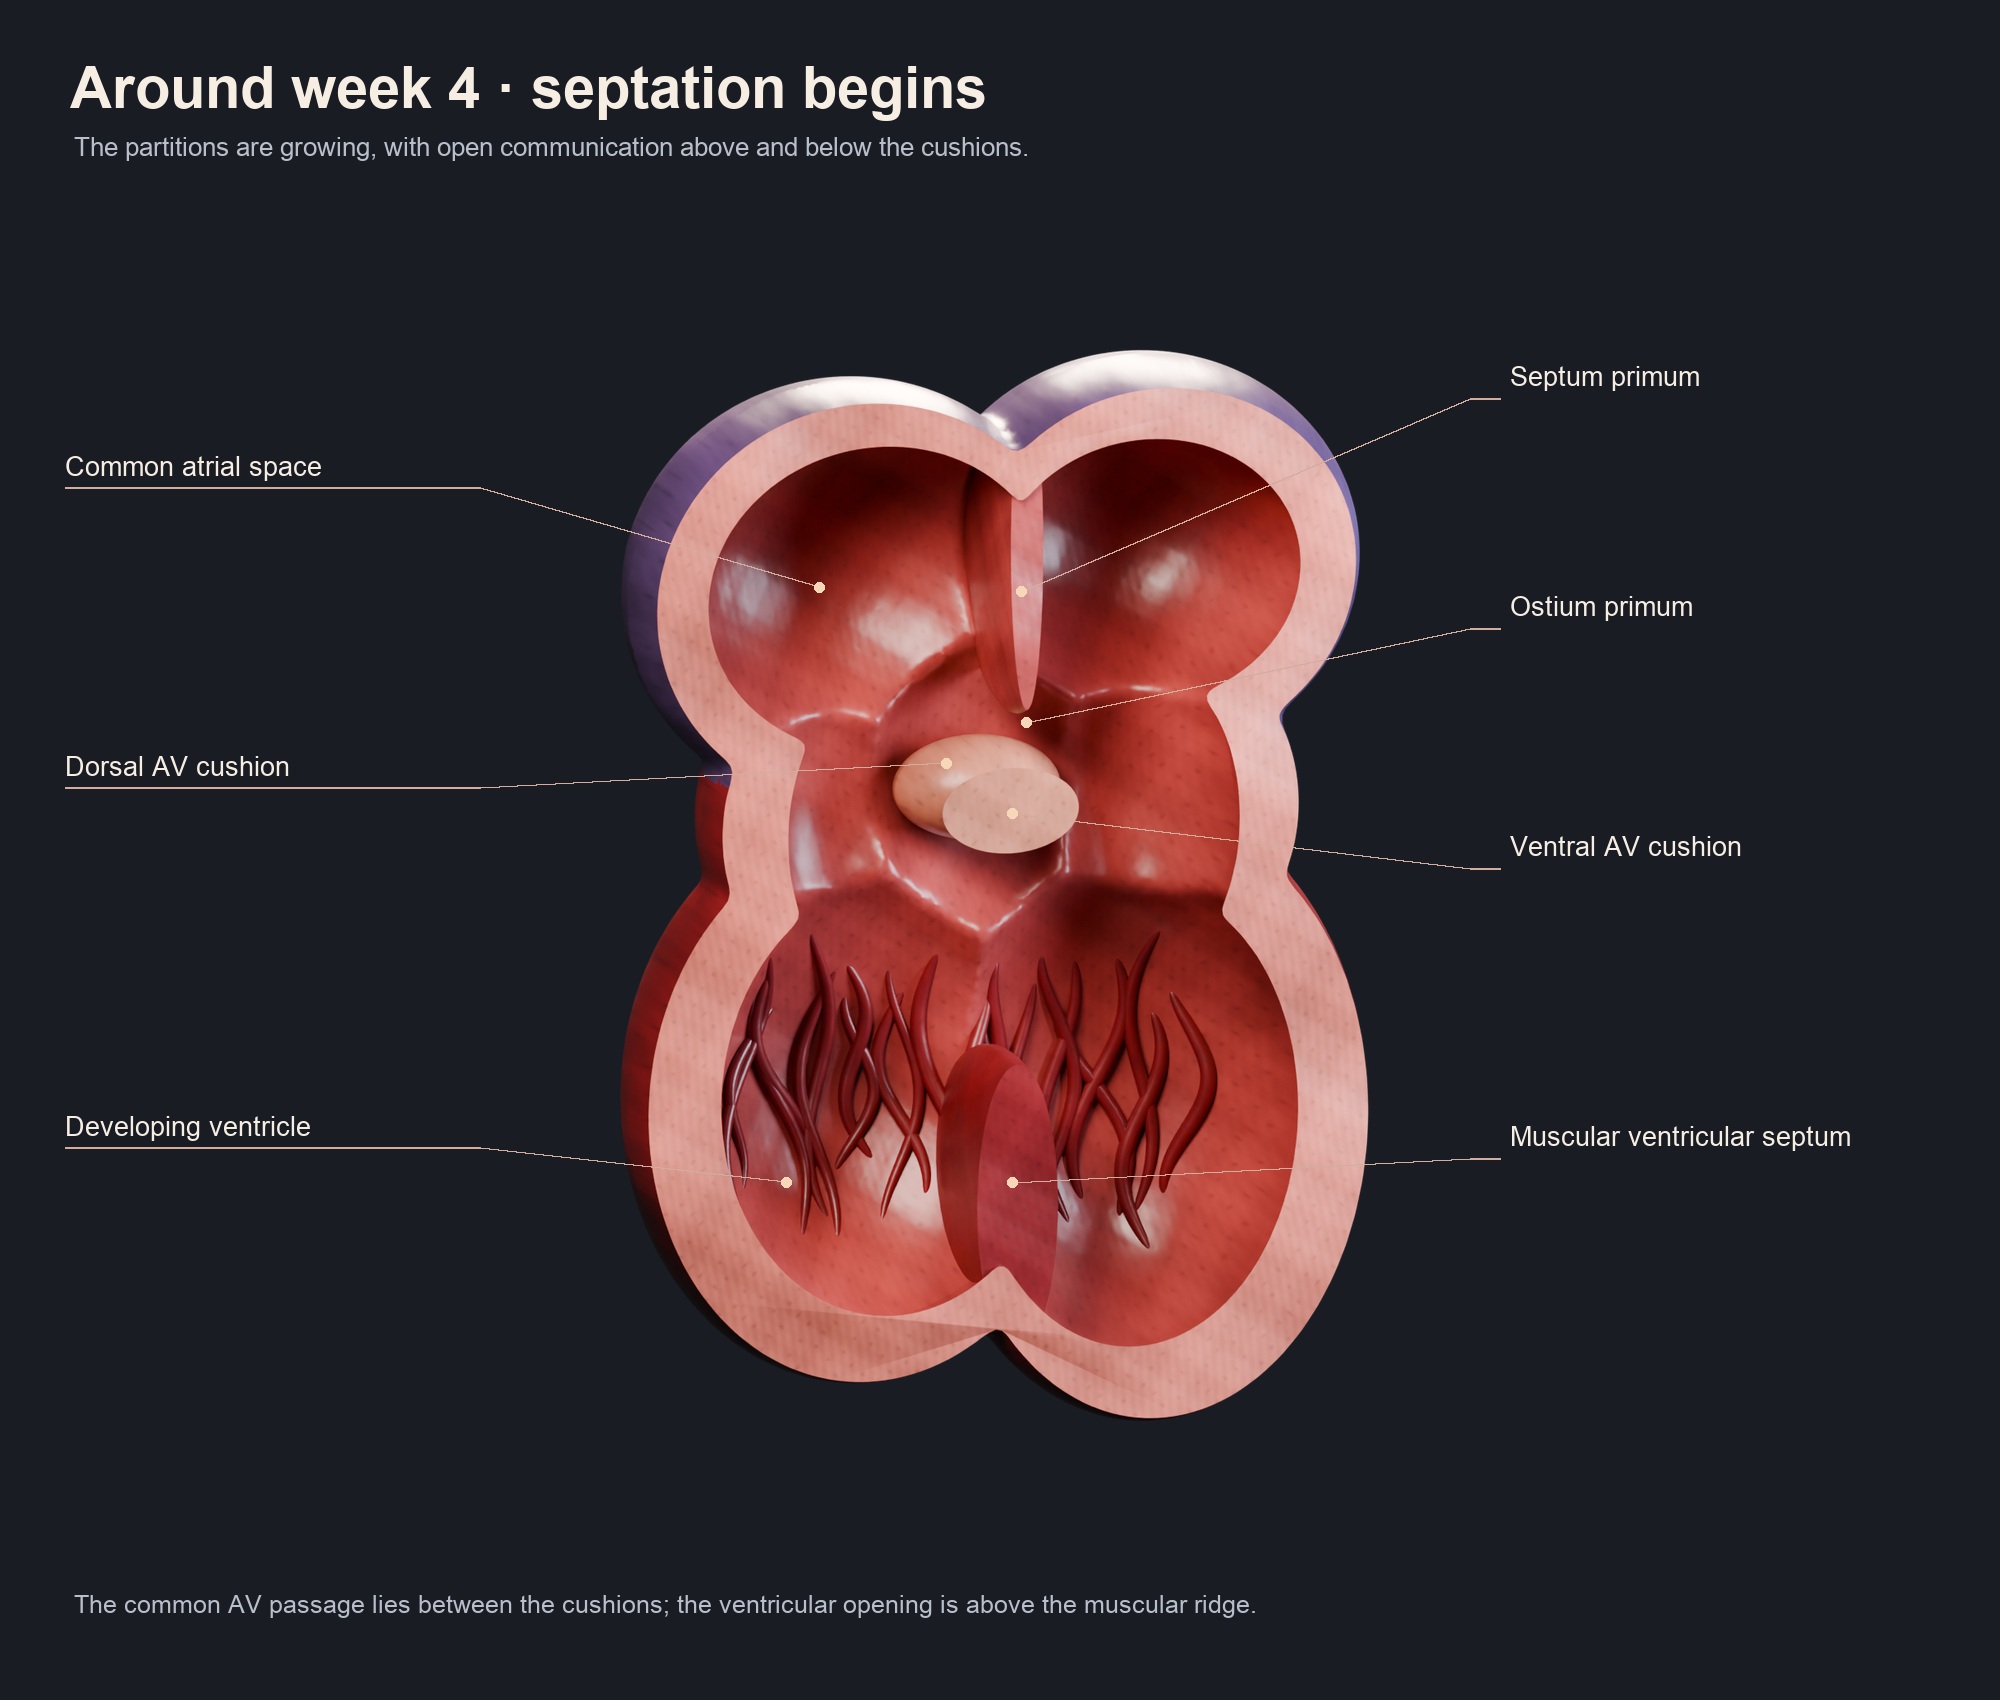 Around week 4 · septation begins
The partitions are growing, with open communication above and below the cushions.
Septum primum
Common atrial space
Ostium primum
Dorsal AV cushion
Ventral AV cushion
Developing ventricle
Muscular ventricular septum
The common AV passage lies between the cushions; the ventricular opening is above the muscular ridge.